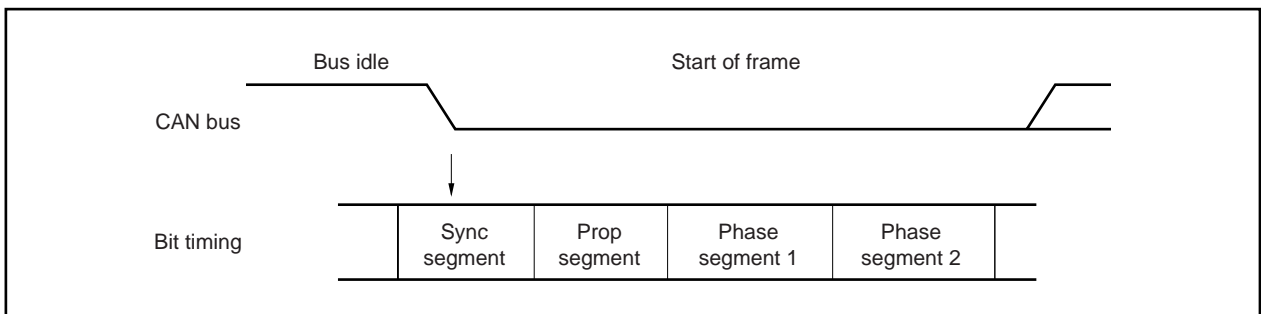 Bus idle
Start of frame
CAN bus
Bit timing
Sync
segment
Prop
segment
Phase
segment 1
Phase
segment 2